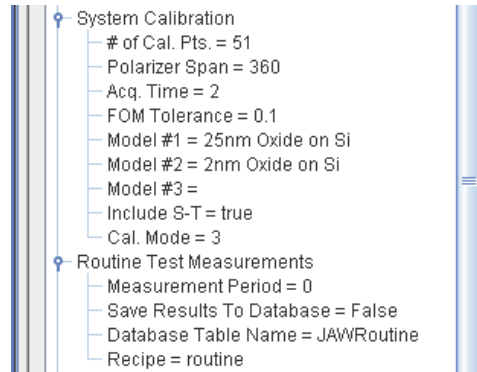 System Calibration
# of Cal. Pts. = 51
Polarizer Span = 360
Acq. Time = 2
FOM Tolerance = 0.1
Model #1 = 25nm Oxide on Si
Model #2 = 2nm Oxide on Si
Model #3 =
Include S-T = true
Cal. Mode = 3
Routine Test Measurements
Measurement Period = 0
Save Results To Database = False
Database Table Name = JAWRoutine
Recipe = routine